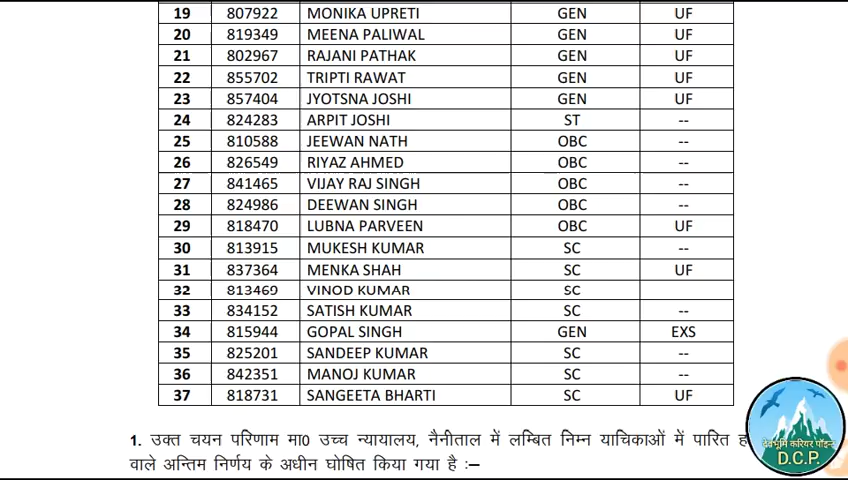 19 807922 MONIKA UPRETI GEN UF
20 819349 MEENA PALIWAL GEN UF
21 802967 RAJANI PATHAK GEN UF
22 855702 TRIPTI RAWAT GEN UF
23 857404 JYOTSNA JOSHI GEN UF
24 824283 ARPIT JOSHI ST --
25 810588 JEEWAN NATH OBC --
26 826549 RIYAZ AHMED OBC --
27 841465 VIJAY RAJ SINGH OBC --
28 824986 DEEWAN SINGH OBC --
29 818470 LUBNA PARVEEN OBC UF
30 813915 MUKESH KUMAR SC --
31 837364 MENKA SHAH SC UF
32 813469 VINOD KUMAR SC
33 834152 SATISH KUMAR SC --
34 815944 GOPAL SINGH GEN EXS
35 825201 SANDEEP KUMAR SC --
36 842351 MANOJ KUMAR SC --
37 818731 SANGEETA BHARTI SC UF
1. उक्त चयन परिणाम मा0 उच्च न्यायालय, नैनीताल में लम्बित निम्न याचिकाओं में पारित ह
वाले अन्तिम निर्णय के अधीन घोषित किया गया है :–
देवभूमि करियर पॉइन्ट
D.C.P.